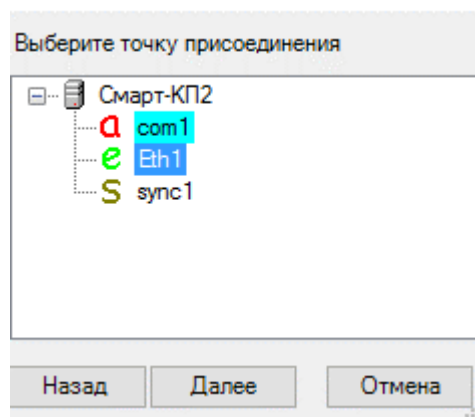 Выберите точку присоединения
Смарт-КП2
a com1
e Eth1
S sync1
Назад Далее Отмена